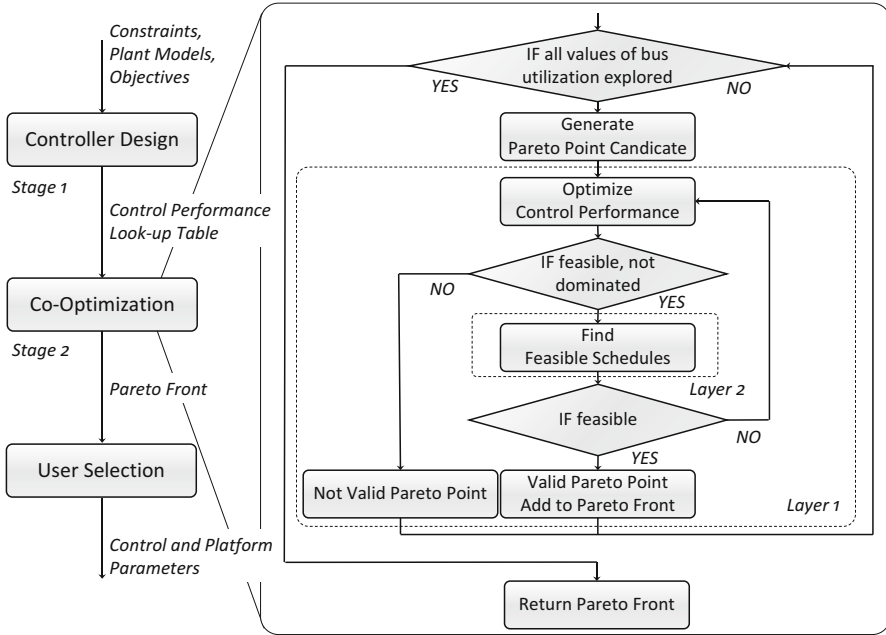 Constraints,
Plant Models,
Objectives
Controller Design
Stage 1
Control Performance
Look-up Table
Co-Optimization
Stage 2
Pareto Front
User Selection
Control and Platform
Parameters
IF all values of bus
utilization explored
YES
NO
Generate
Pareto Point Candicate
Optimize
Control Performance
IF feasible, not
dominated
NO
YES
Find
Feasible Schedules
Layer 2
IF feasible
NO
YES
Not Valid Pareto Point
Valid Pareto Point
Add to Pareto Front
Layer 1
Return Pareto Front